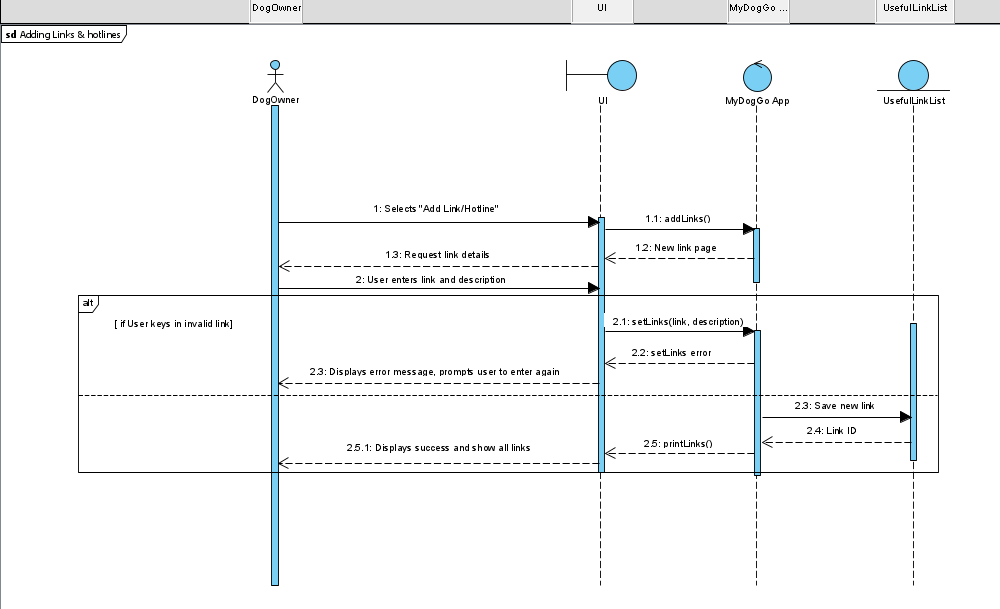 DogOwner
UI
MyDogGo ...
UsefulLinkList
sd Adding Links & hotlines
DogOwner
UI
MyDogGo App
UsefulLinkList
1: Selects "Add Link/Hotline"
1.1: addLinks()
1.2: New link page
1.3: Request link details
2: User enters link and description
alt
[ if User keys in invalid link]
2.1: setLinks(link, description)
2.2: setLinks error
2.3: Displays error message, prompts user to enter again
2.3: Save new link
2.4: Link ID
2.5: printLinks()
2.5.1: Displays success and show all links